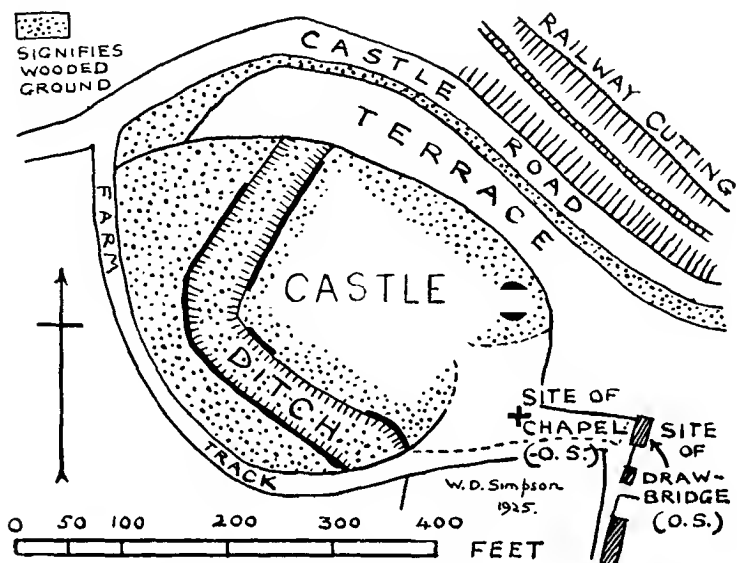 SIGNIFIES
WOODED
GROUND
CASTLE
ROAD
RAILWAY CUTTING
TERRACE
FARM
TRACK
CASTLE
DITCH
SITE OF
CHAPEL
(-O.S.)
SITE
OF
DRAW-
BRIDGE
(O.S.)
W.D. Simpson
1925.
0 50 100 200 300 400
FEET